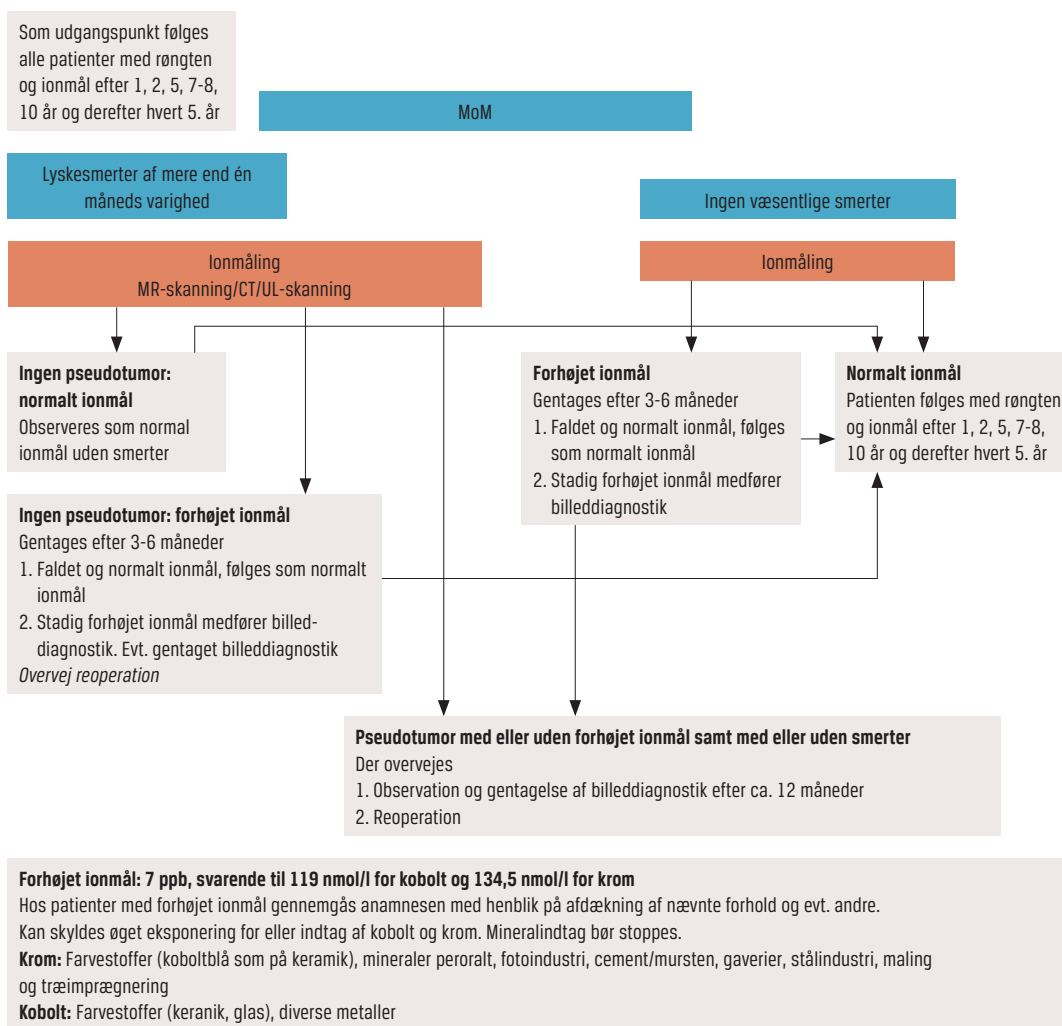 Som udgangspunkt følges
alle patienter med røngten
og ionmål efter 1, 2, 5, 7-8,
10 år og derefter hvert 5. år
MoM
Lyskesmerter af mere end én
måneds varighed
Ingen væsentlige smerter
Ionmåling
MR-skanning/CT/UL-skanning
Ionmåling
Ingen pseudotumor:
normalt ionmål
Observeres som normal
ionmål uden smerter
Forhøjet ionmål
Gentages efter 3-6 måneder
1. Faldet og normalt ionmål, følges
som normalt ionmål
2. Stadig forhøjet ionmål medfører
billeddiagnostik
Normalt ionmål
Patienten følges med røngten
og ionmål efter 1, 2, 5, 7-8,
10 år og derefter hvert 5. år
Ingen pseudotumor: forhøjet ionmål
Gentages efter 3-6 måneder
1. Faldet og normalt ionmål, følges som normalt
ionmål
2. Stadig forhøjet ionmål medfører billed-
diagnostik. Evt. gentaget billeddiagnostik
Overvej reoperation
Pseudotumor med eller uden forhøjet ionmål samt med eller uden smerter
Der overvejes
1. Observation og gentagelse af billeddiagnostik efter ca. 12 måneder
2. Reoperation
Forhøjet ionmål: 7 ppb, svarende til 119 nmol/l for kobolt og 134,5 nmol/l for krom
Hos patienter med forhøjet ionmål gennemgås anamnesen med henblik på afdækning af nævnte forhold og evt. andre.
Kan skyldes øget eksponering for eller indtag af kobolt og krom. Mineralindtag bør stoppes.
Krom: Farvestoffer (koboltblå som på keramik), mineraler peroralt, fotoindustri, cement/mursten, gaverier, stålindustri, maling
og træimprægnering
Kobolt: Farvestoffer (keranik, glas), diverse metaller